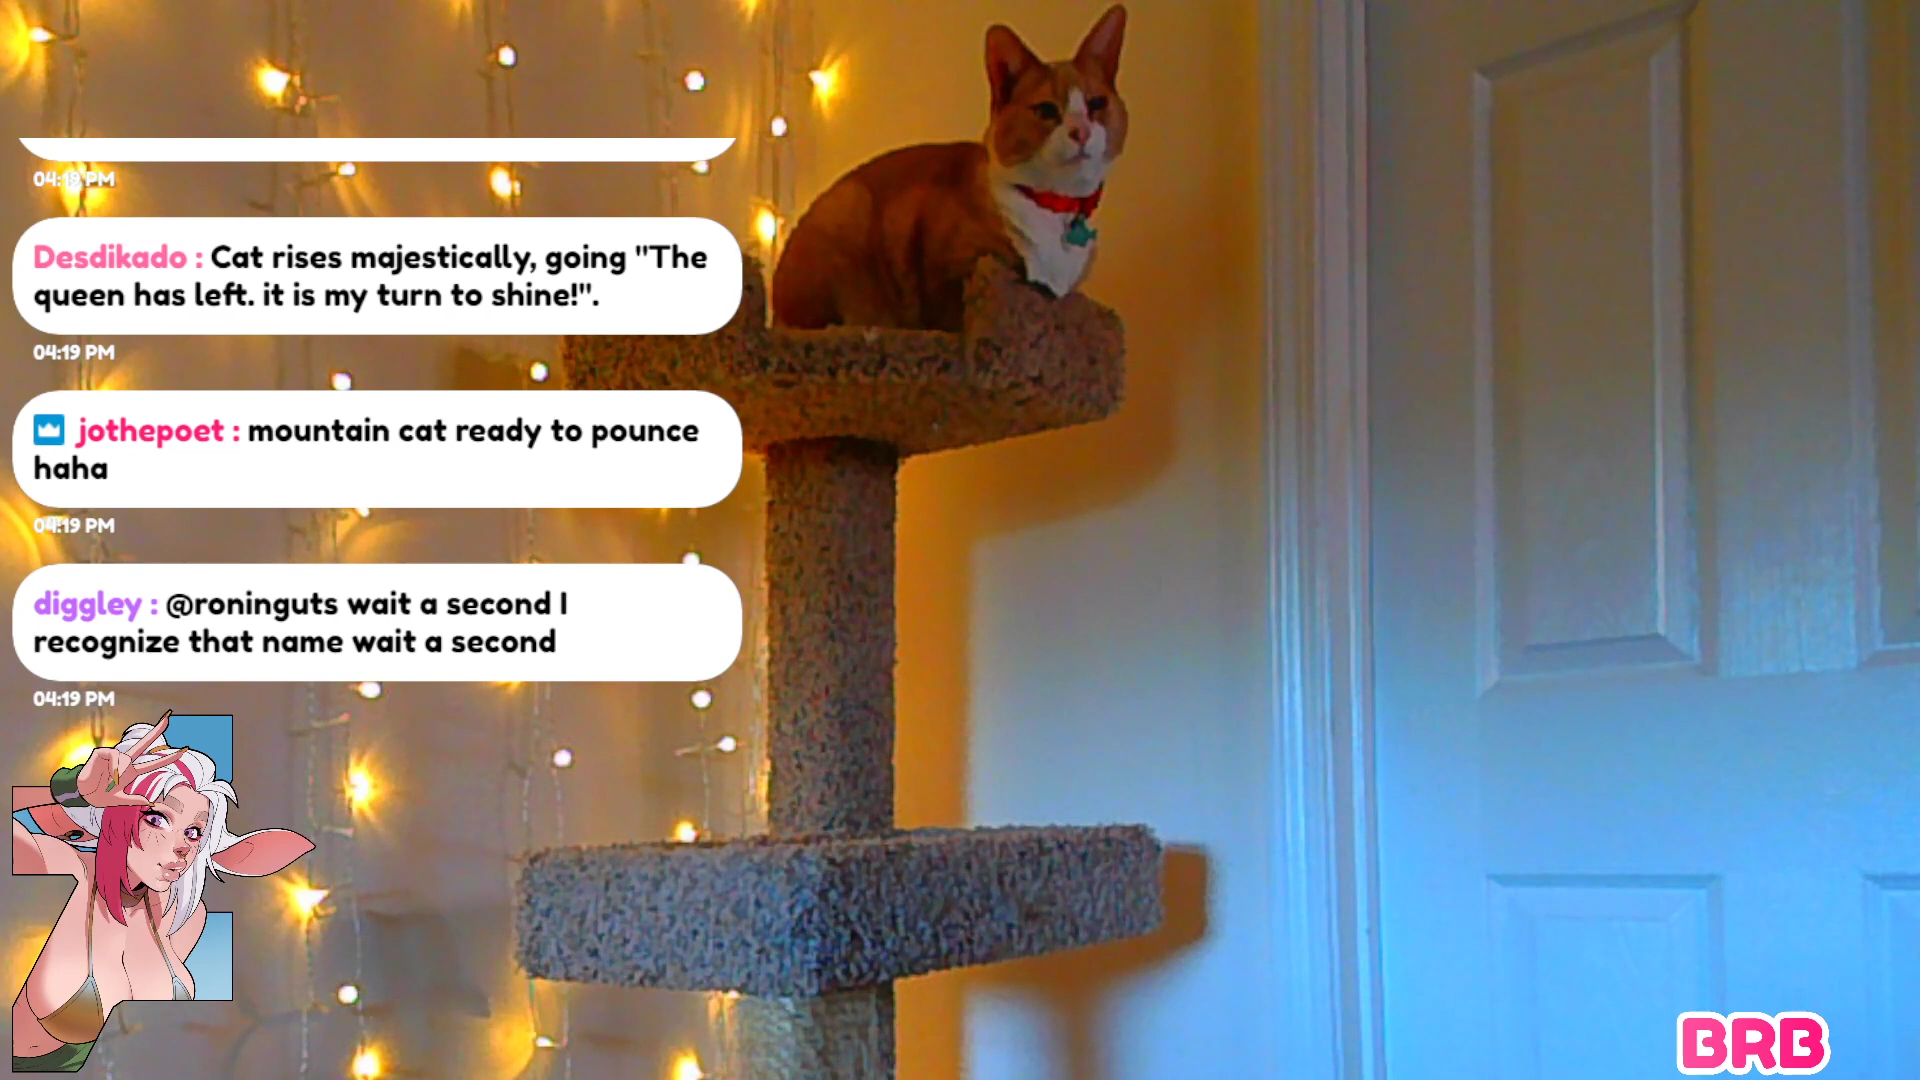 04:19 PM
Desdikado : Cat rises majestically, going "The
queen has left. it is my turn to shine!".
04:19 PM
jothepoet : mountain cat ready to pounce
haha
04:19 PM
diggley : @roninguts wait a second I
recognize that name wait a second
04:19 PM
BRB